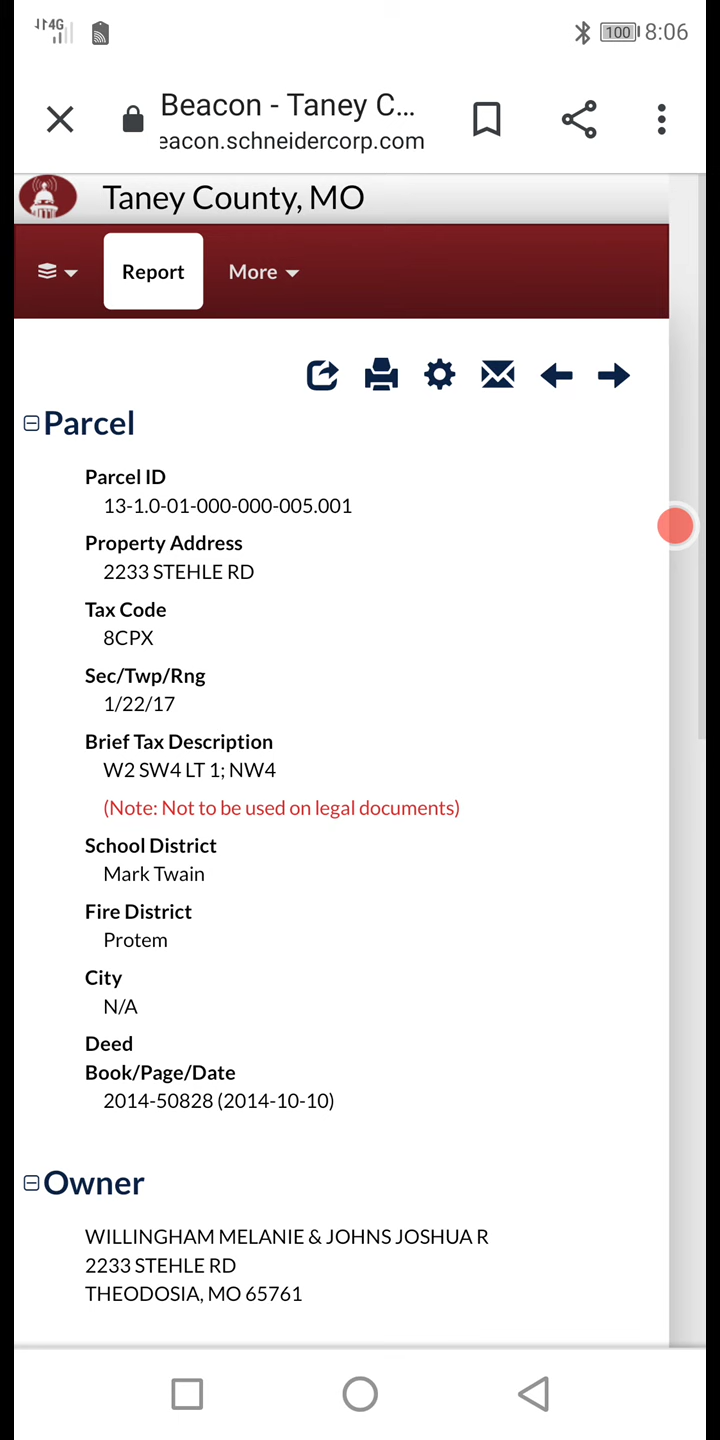 4G
100 8:06
Beacon - Taney C...
eacon.schneidercorp.com
Taney County, MO
Report More
Parcel
Parcel ID
13-1.0-01-000-000-005.001
Property Address
2233 STEHLE RD
Tax Code
8CPX
Sec/Twp/Rng
1/22/17
Brief Tax Description
W2 SW4 LT 1; NW4
(Note: Not to be used on legal documents)
School District
Mark Twain
Fire District
Protem
City
N/A
Deed
Book/Page/Date
2014-50828 (2014-10-10)
Owner
WILLINGHAM MELANIE & JOHNS JOSHUA R
2233 STEHLE RD
THEODOSIA, MO 65761